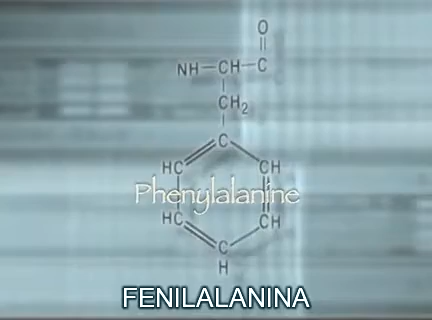 O
NH CH C
CH2
C
HC CH
Phenylalanine
HC CH
C
H
FENILALANINA